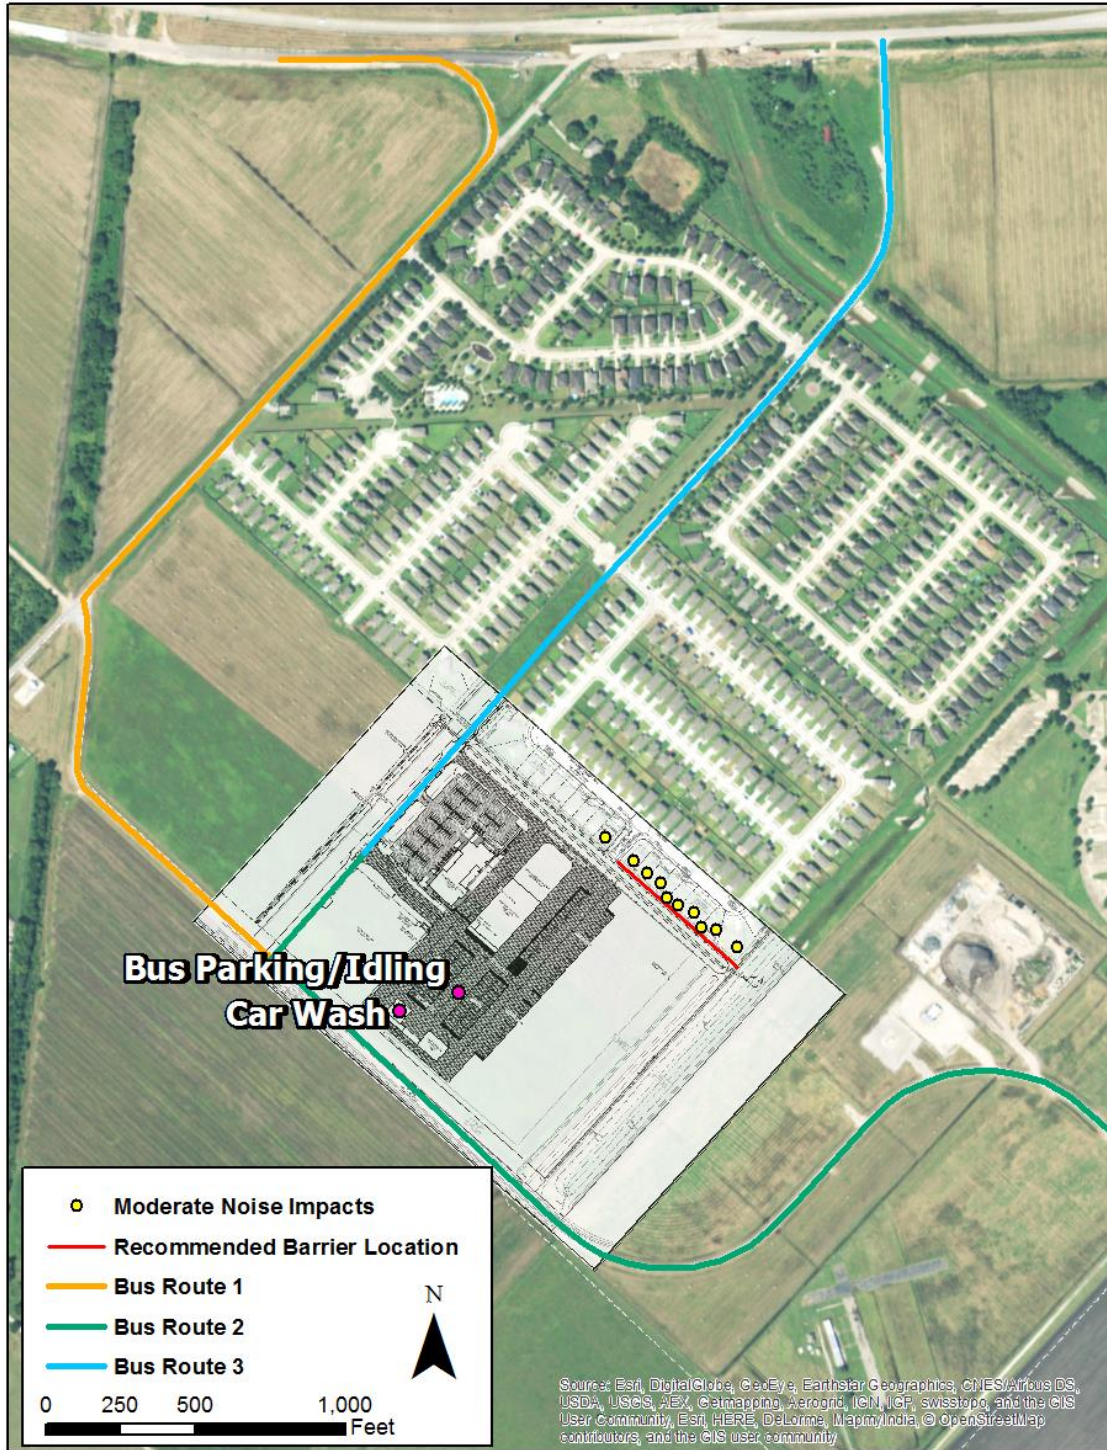 Bus Parking/Idling
Car Wash
Moderate Noise Impacts
Recommended Barrier Location
Bus Route 1
Bus Route 2
Bus Route 3
N
0 250 500 1,000
Feet
Source: Esri, DigitalGlobe, GeoEye, Earthstar Geographics, CNES/Airbus DS,
USDA, USGS, AEX, Getmapping, Aerogrid, IGN, IGP, swisstopo, and the GIS
User Community, Esri, HERE, DeLorme, MapmyIndia, © OpenStreetMap
contributors, and the GIS user community